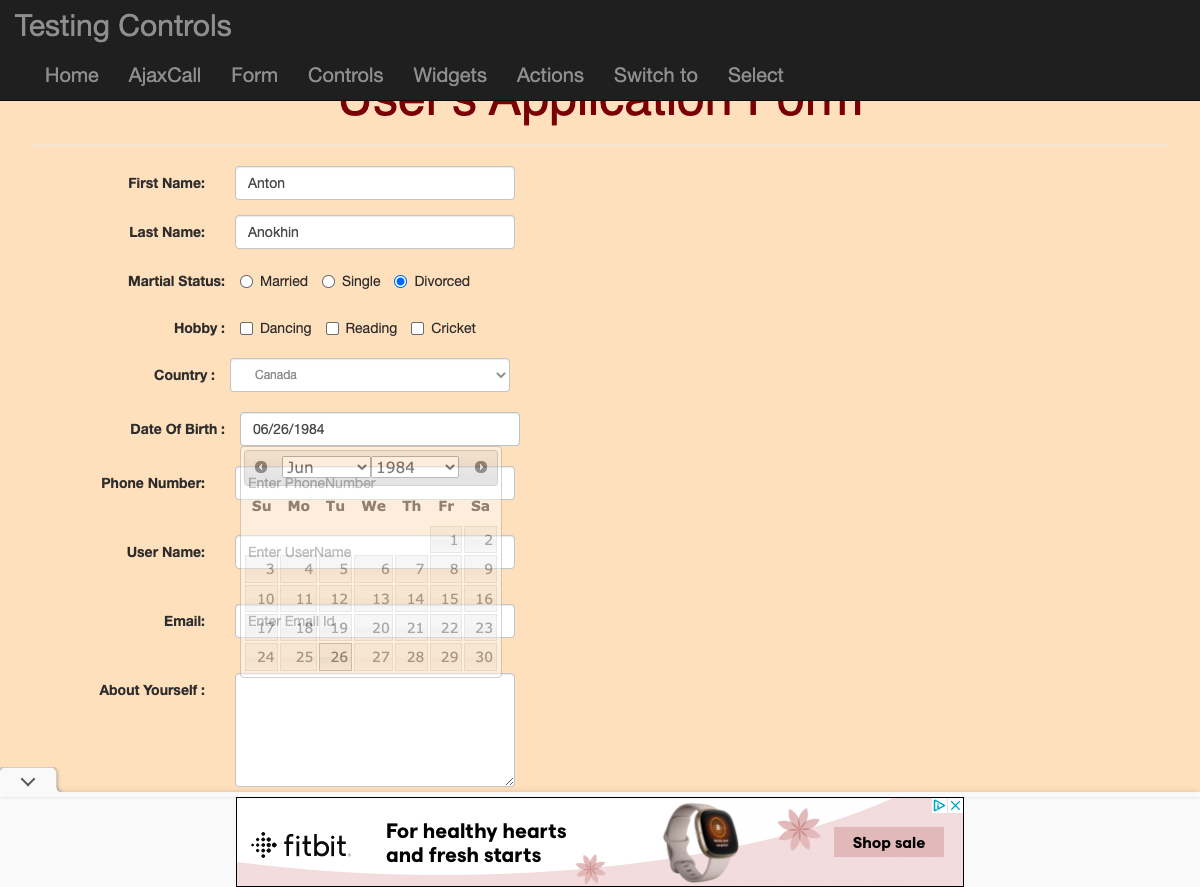 Testing Controls
Home AjaxCall Form Controls Widgets Actions Switch to Select
User's Application Form
First Name: Anton
Last Name: Anokhin
Martial Status: Married Single Divorced
Hobby : Dancing Reading Cricket
Country : Canada
Date Of Birth : 06/26/1984
Jun 1984
Phone Number: Enter PhoneNumber
Su Mo Tu We Th Fr Sa
1 2
User Name: Enter UserName
3 4 5 6 7 8 9
10 11 12 13 14 15 16
Email: Enter Email Id
17 18 19 20 21 22 23
24 25 26 27 28 29 30
About Yourself :
fitbit.
For healthy hearts
and fresh starts
Shop sale